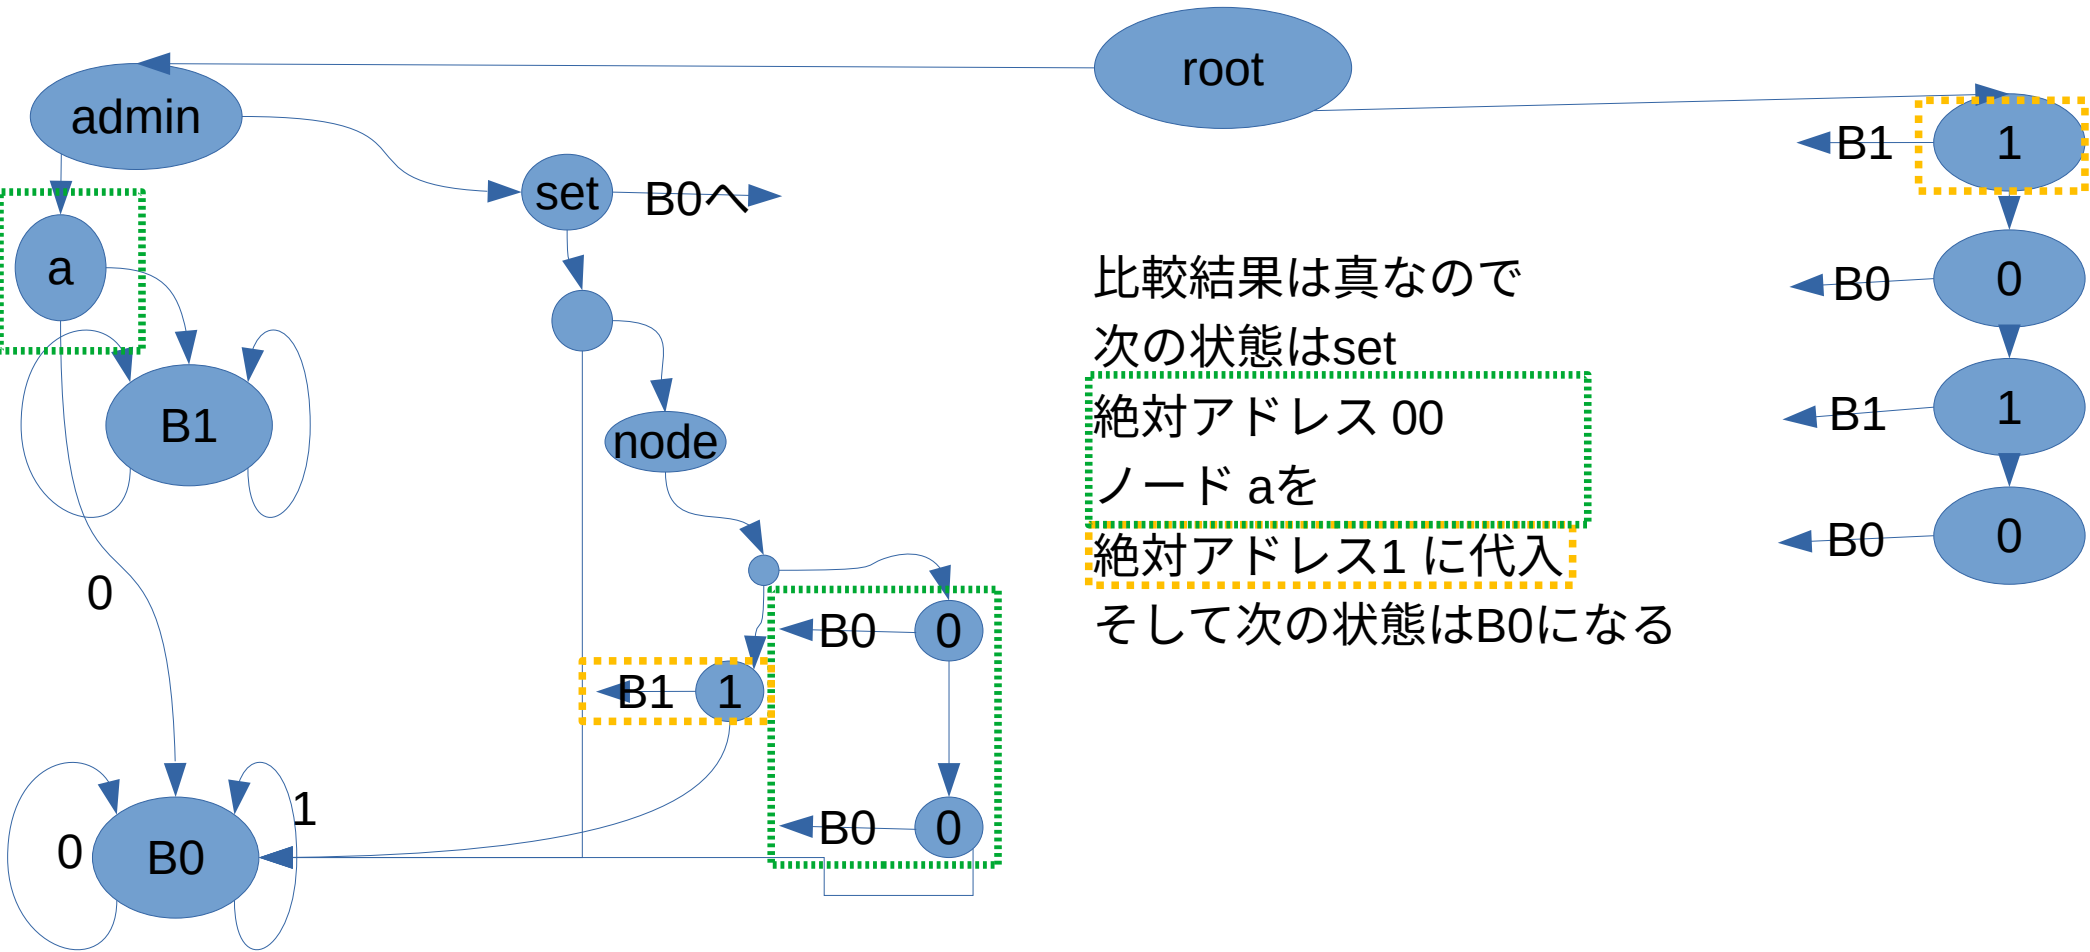 root
admin
1
B1
set
B0へ
a
0
B0
比較結果は真なので
次の状態はset
B1
node
1
B1
絶対アドレス 00
ノード aを
絶対アドレス1 に代入
そして次の状態はB0になる
0
B0
0
B0
0
B1
1
B0
0
1
0
B0